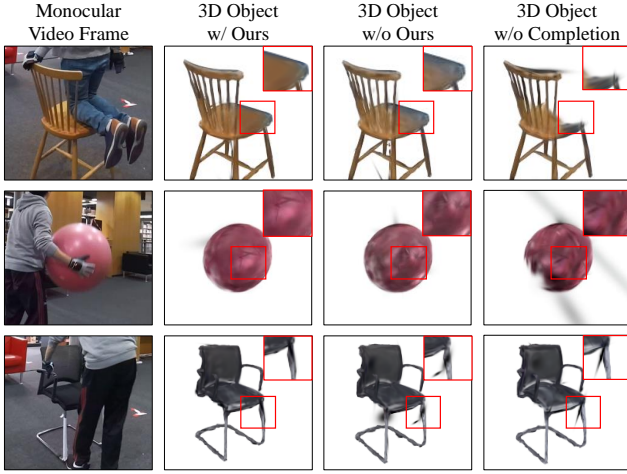 Monocular
Video Frame
3D Object
w/ Ours
3D Object
w/o Ours
3D Object
w/o Completion